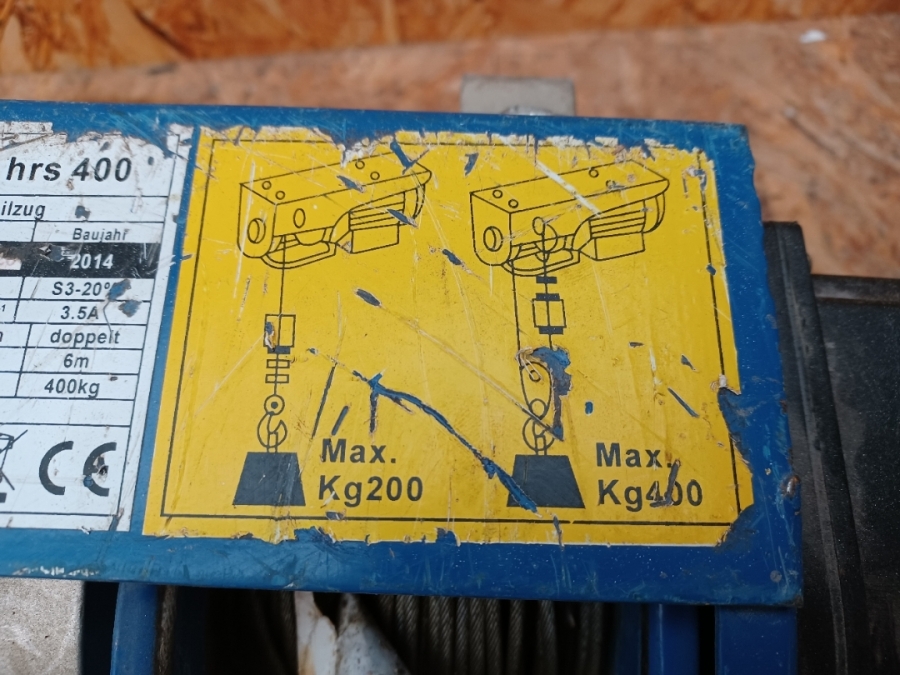 hrs 400
ilzug
Baujahr
2014
S3-20%
3.5A
doppelt
6m
400kg
CE
Max.
Kg200
Max.
Kg400